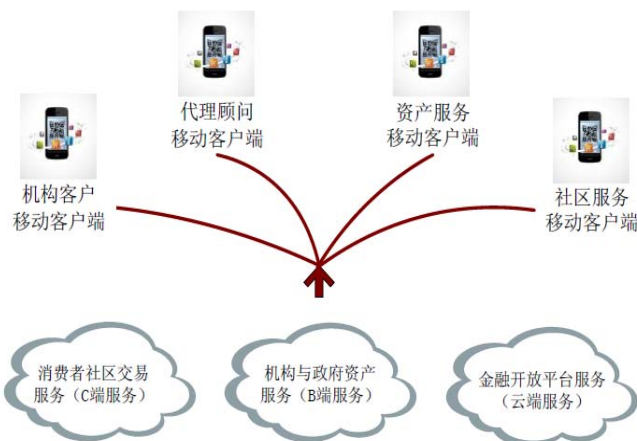 代理顾问
移动客户端
资产服务
移动客户端
机构客户
移动客户端
社区服务
移动客户端
消费者社区交易
服务（C端服务）
机构与政府资产
服务（B端服务）
金融开放平台服务
（云端服务）